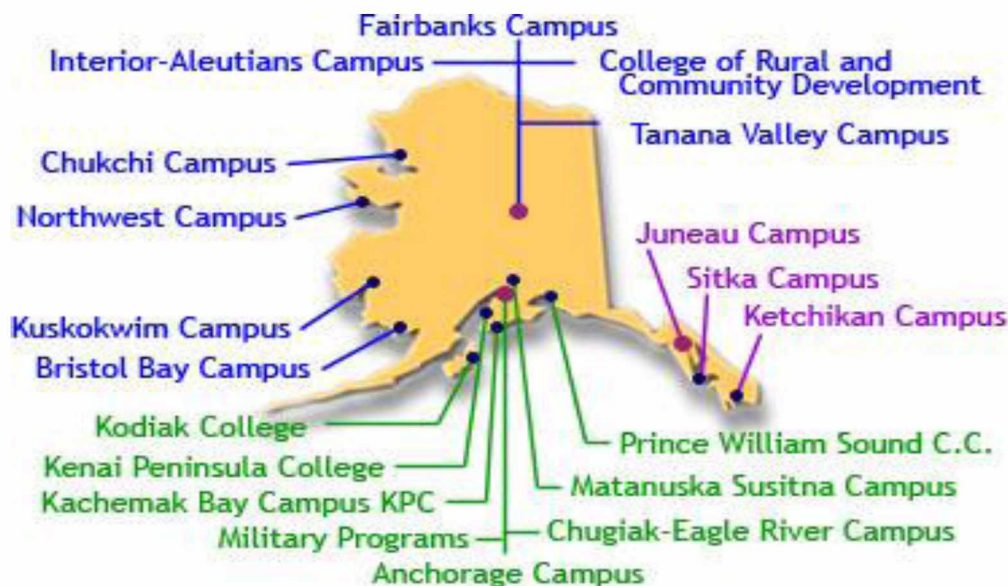 Fairbanks Campus
Interior-Aleutians Campus
College of Rural and
Community Development
Tanana Valley Campus
Chukchi Campus
Northwest Campus
Juneau Campus
Sitka Campus
Ketchikan Campus
Kuskokwim Campus
Bristol Bay Campus
Kodiak College
Prince William Sound C.C.
Kenai Peninsula College
Matanuska Susitna Campus
Kachemak Bay Campus KPC
Chugiak-Eagle River Campus
Military Programs
Anchorage Campus